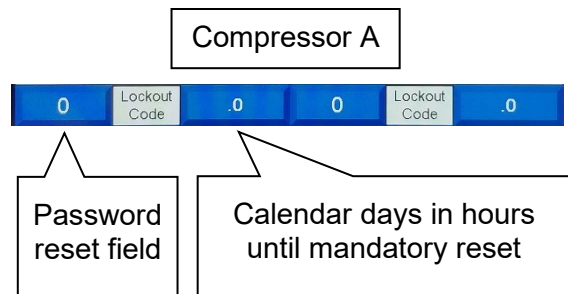 Compressor A
0 Lockout Code .0 0 Lockout Code .0
Password
reset field
Calendar days in hours
until mandatory reset